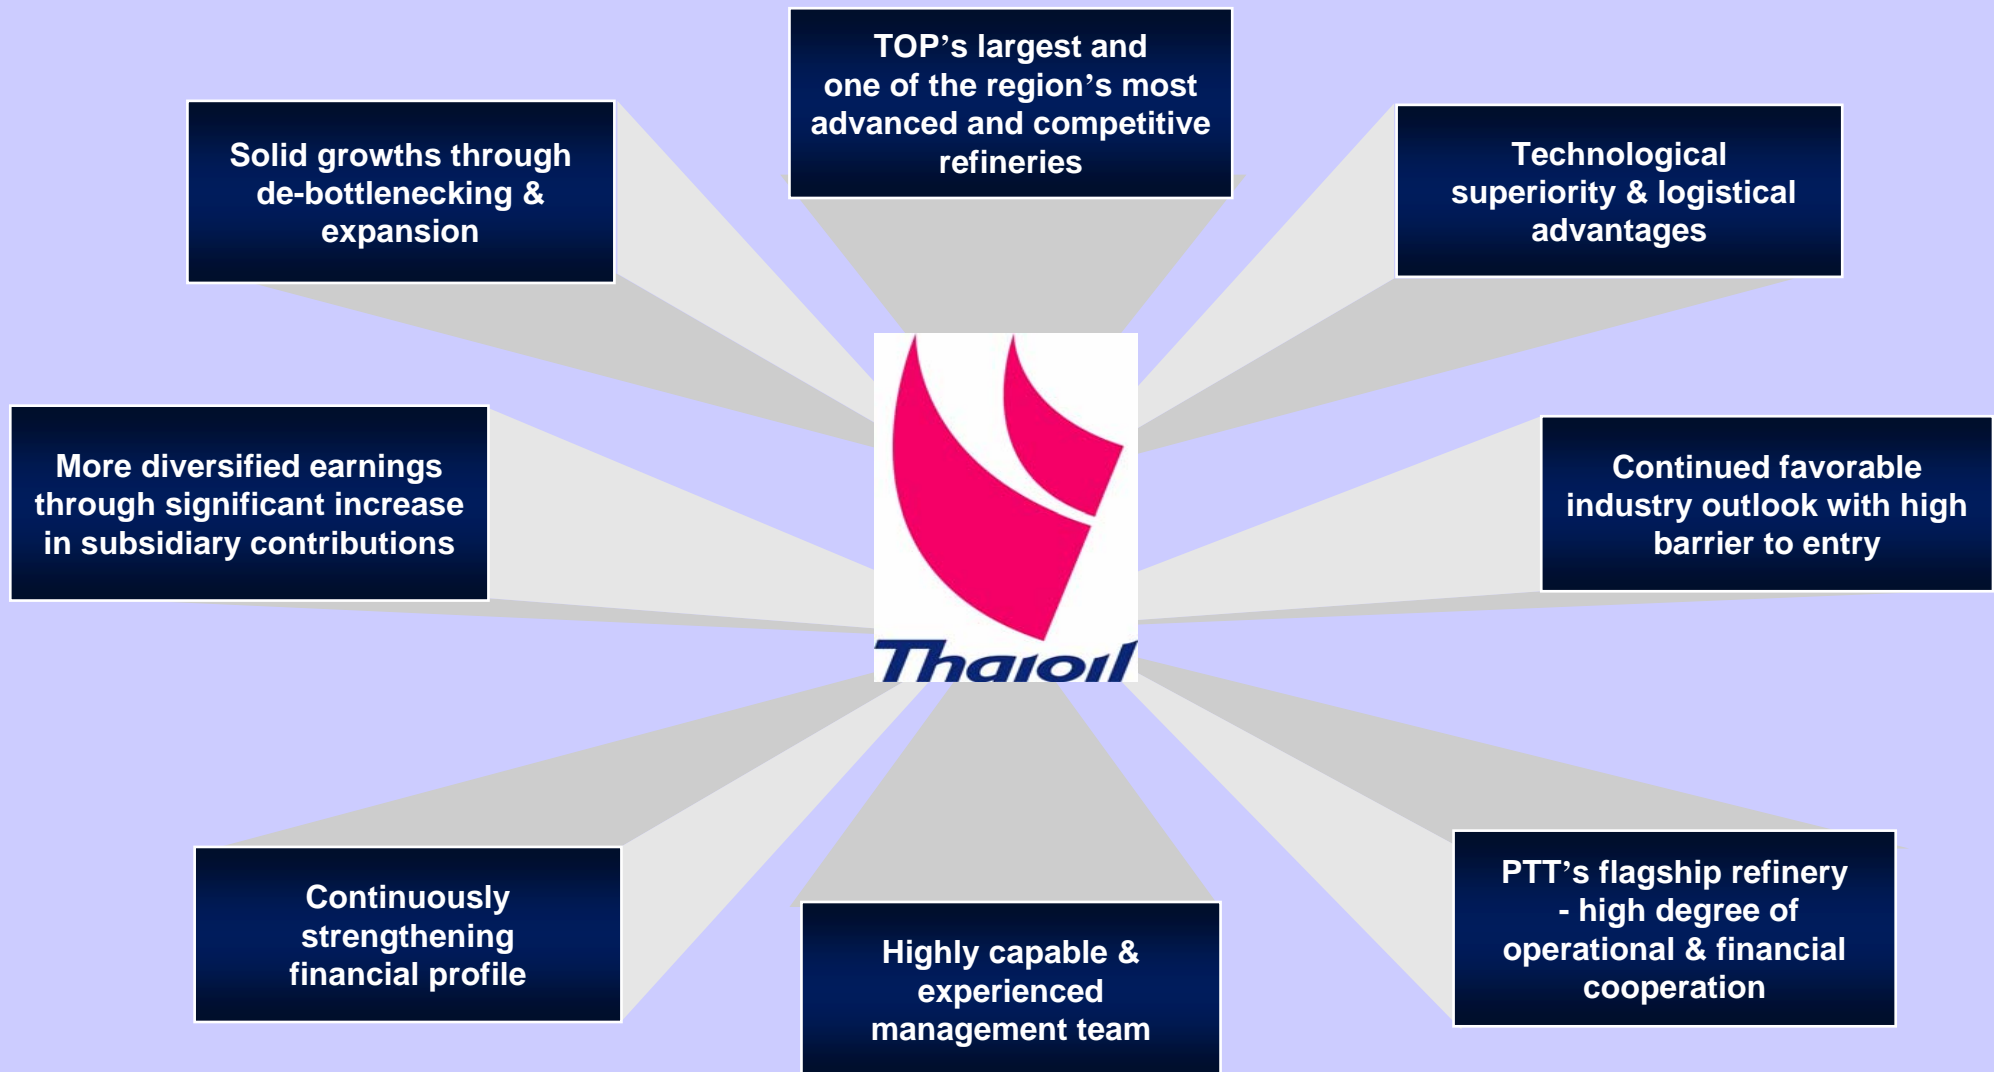 TOP’s largest and
one of the region’s most
advanced and competitive
refineries
Solid growths through
de-bottlenecking &
expansion
Technological
superiority & logistical
advantages
More diversified earnings
through significant increase
in subsidiary contributions
Continued favorable
industry outlook with high
barrier to entry
Thaioil
Continuously
strengthening
financial profile
Highly capable &
experienced
management team
PTT’s flagship refinery
- high degree of
operational & financial
cooperation